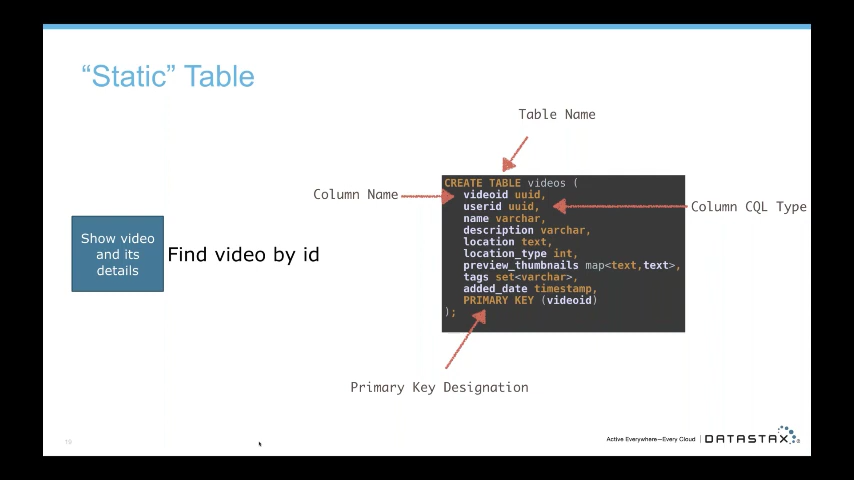 “Static” Table
Table Name
Column Name
Column CQL Type
Show video
and its
details
Find video by id
CREATE TABLE videos (
videoid uuid,
userid uuid,
name varchar,
description varchar,
location text,
location_type int,
preview_thumbnails map<text,text>,
tags set<varchar>,
added_date timestamp,
PRIMARY KEY (videoid)
);
Primary Key Designation
Active Everywhere—Every Cloud | DATASTAX